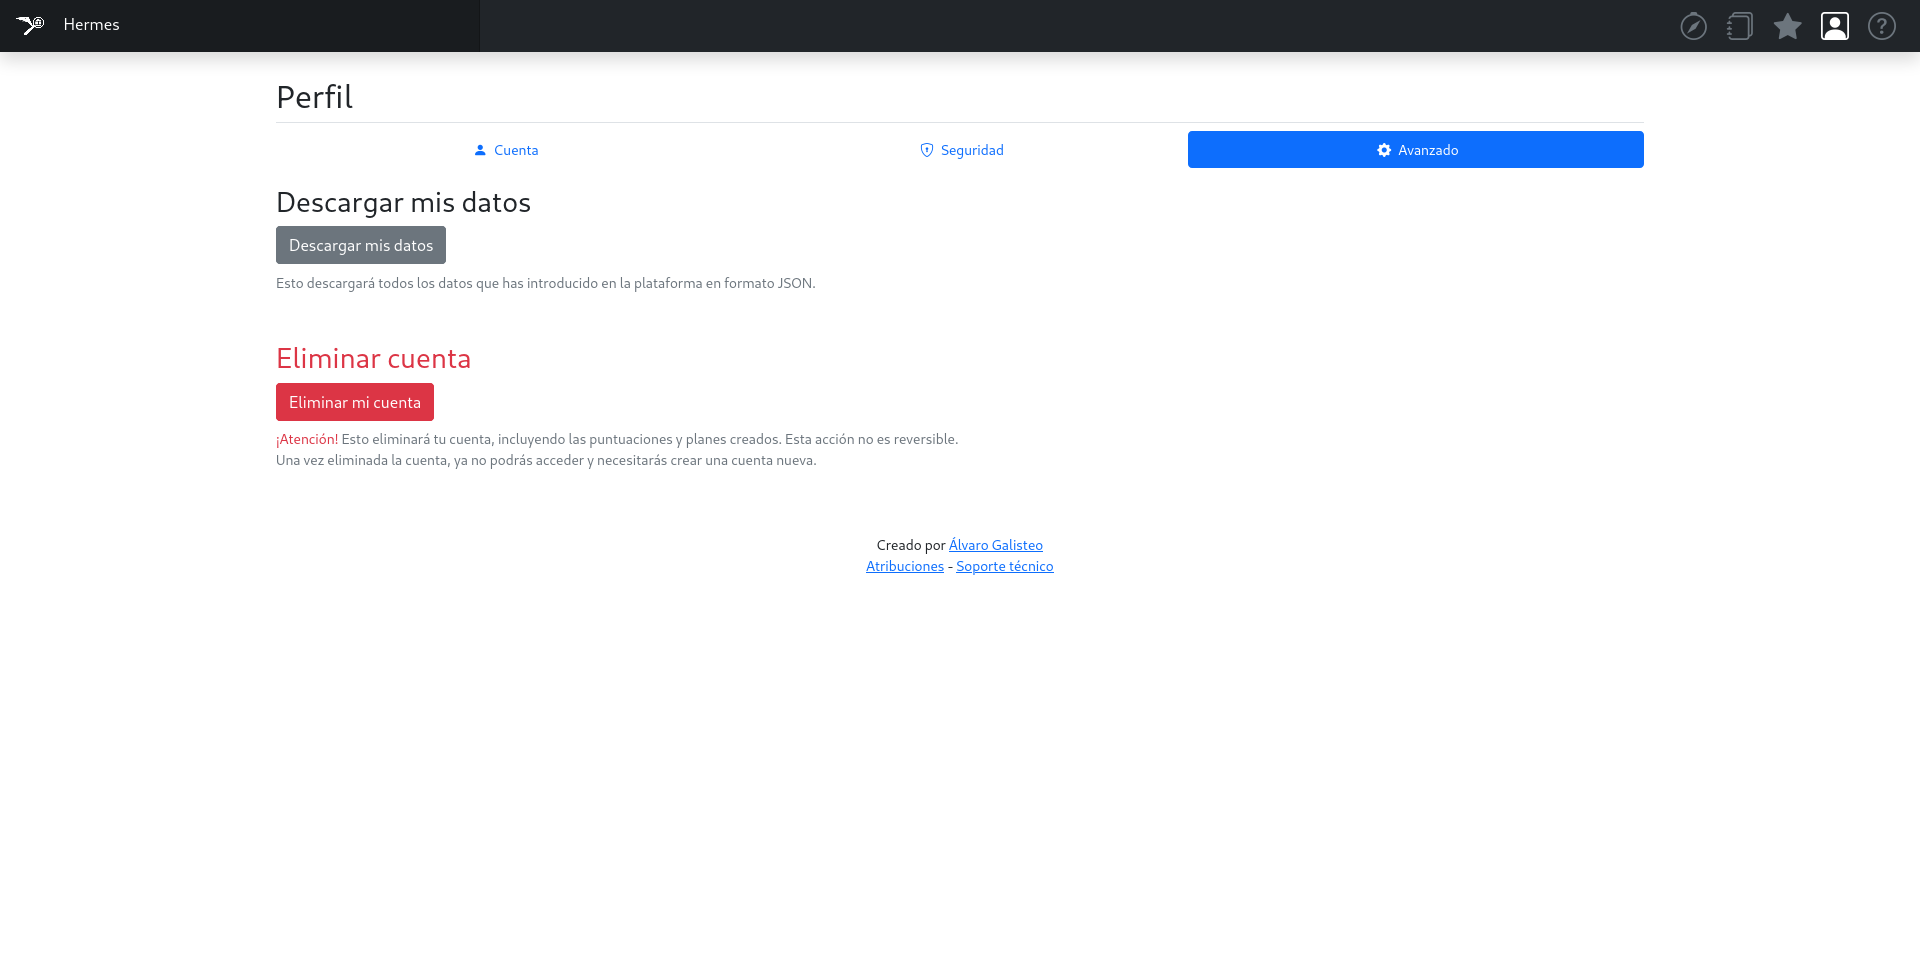 Hermes
Perfil
Cuenta
Seguridad
Avanzado
Descargar mis datos
Descargar mis datos
Esto descargará todos los datos que has introducido en la plataforma en formato JSON.
Eliminar cuenta
Eliminar mi cuenta
¡Atención! Esto eliminará tu cuenta, incluyendo las puntuaciones y planes creados. Esta acción no es reversible.
Una vez eliminada la cuenta, ya no podrás acceder y necesitarás crear una cuenta nueva.
Creado por Álvaro Galisteo
Atribuciones - Soporte técnico